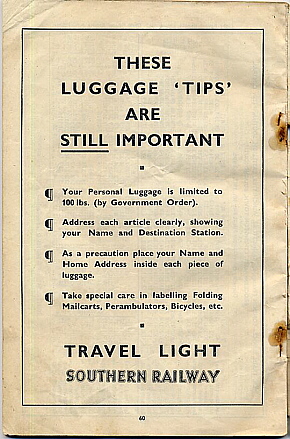 THESE
LUGGAGE ‘TIPS’
ARE
STILL IMPORTANT
¶ Your Personal Luggage is limited to
100 lbs. (by Government Order).
¶ Address each article clearly, showing
your Name and Destination Station.
¶ As a precaution place your Name and
Home Address inside each piece of
luggage.
¶ Take special care in labelling Folding
Mailcarts, Perambulators, Bicycles, etc.
TRAVEL LIGHT
SOUTHERN RAILWAY
60